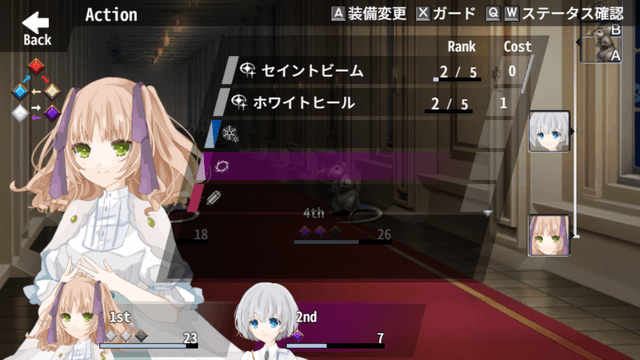 Back
Action
A 装備変更 X ガード Q W ステータス確認
Rank Cost
B
A
セイントビーム 2 / 5 0
ホワイトヒール 2 / 5 1
4th
18
26
1st
23
2nd
7